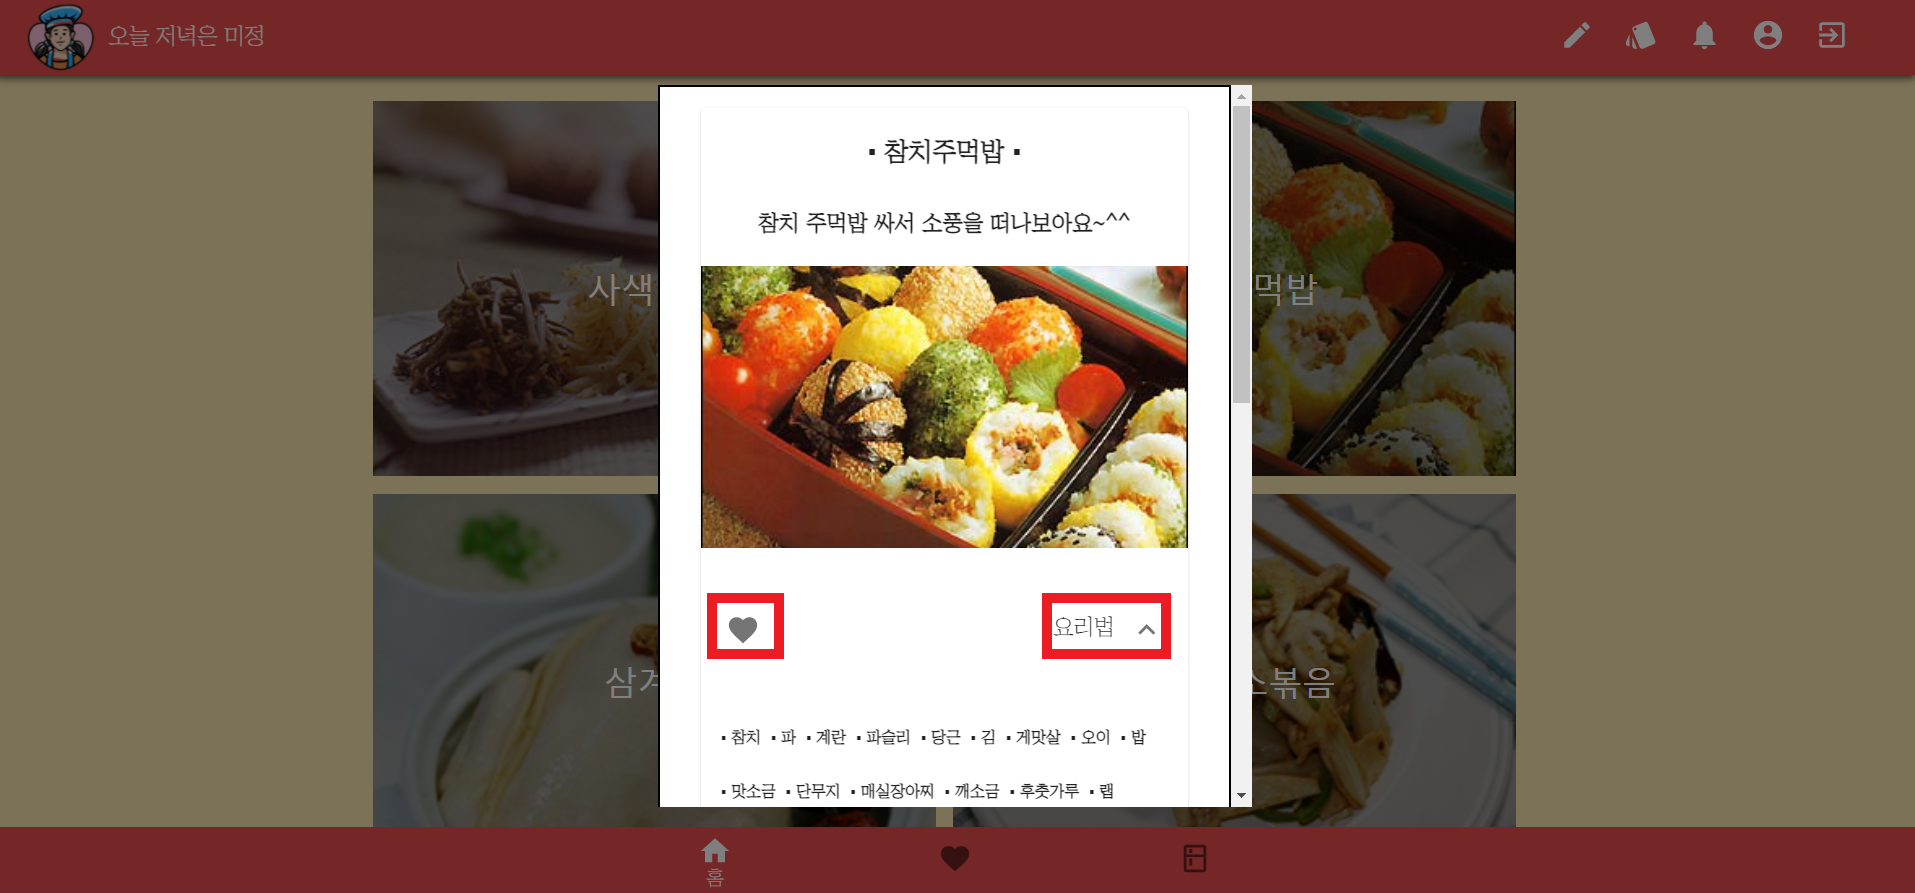 오늘 저녁은 미정
▪ 참치주먹밥 ▪
참치 주먹밥 싸서 소풍을 떠나보아요~^^
사색
먹밥
요리법
삼겨
소볶음
▪ 참치 ▪ 파 ▪ 계란 ▪ 파슬리 ▪ 당근 ▪ 김 ▪ 게맛살 ▪ 오이 ▪ 밥
▪ 맛소금 ▪ 단무지 ▪ 매실장아찌 ▪ 깨소금 ▪ 후춧가루 ▪ 랩
홈